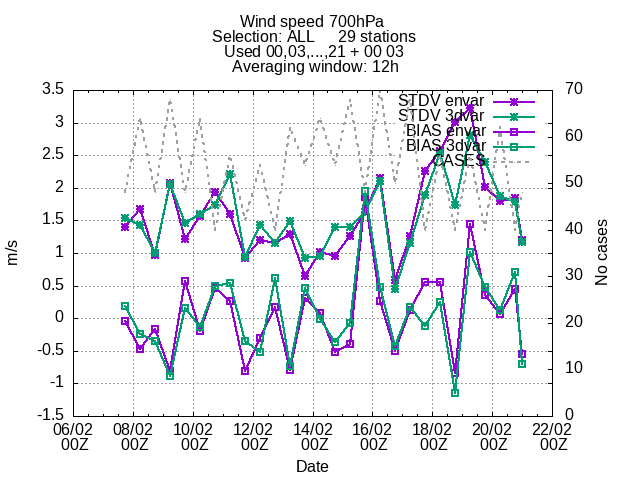 Wind speed 700hPa
Selection: ALL 29 stations
Used 00,03,...,21 + 00 03
Averaging window: 12h
3.5
3
2.5
2
1.5
1
0.5
0
-0.5
-1
-1.5
m/s
70
60
50
40
30
20
10
0
No cases
STDV envar
STDV 3dvar
BIAS envar
BIAS 3dvar
CASES
06/02 08/02 10/02 12/02 14/02 16/02 18/02 20/02 22/02
00Z 00Z 00Z 00Z 00Z 00Z 00Z 00Z 00Z
Date